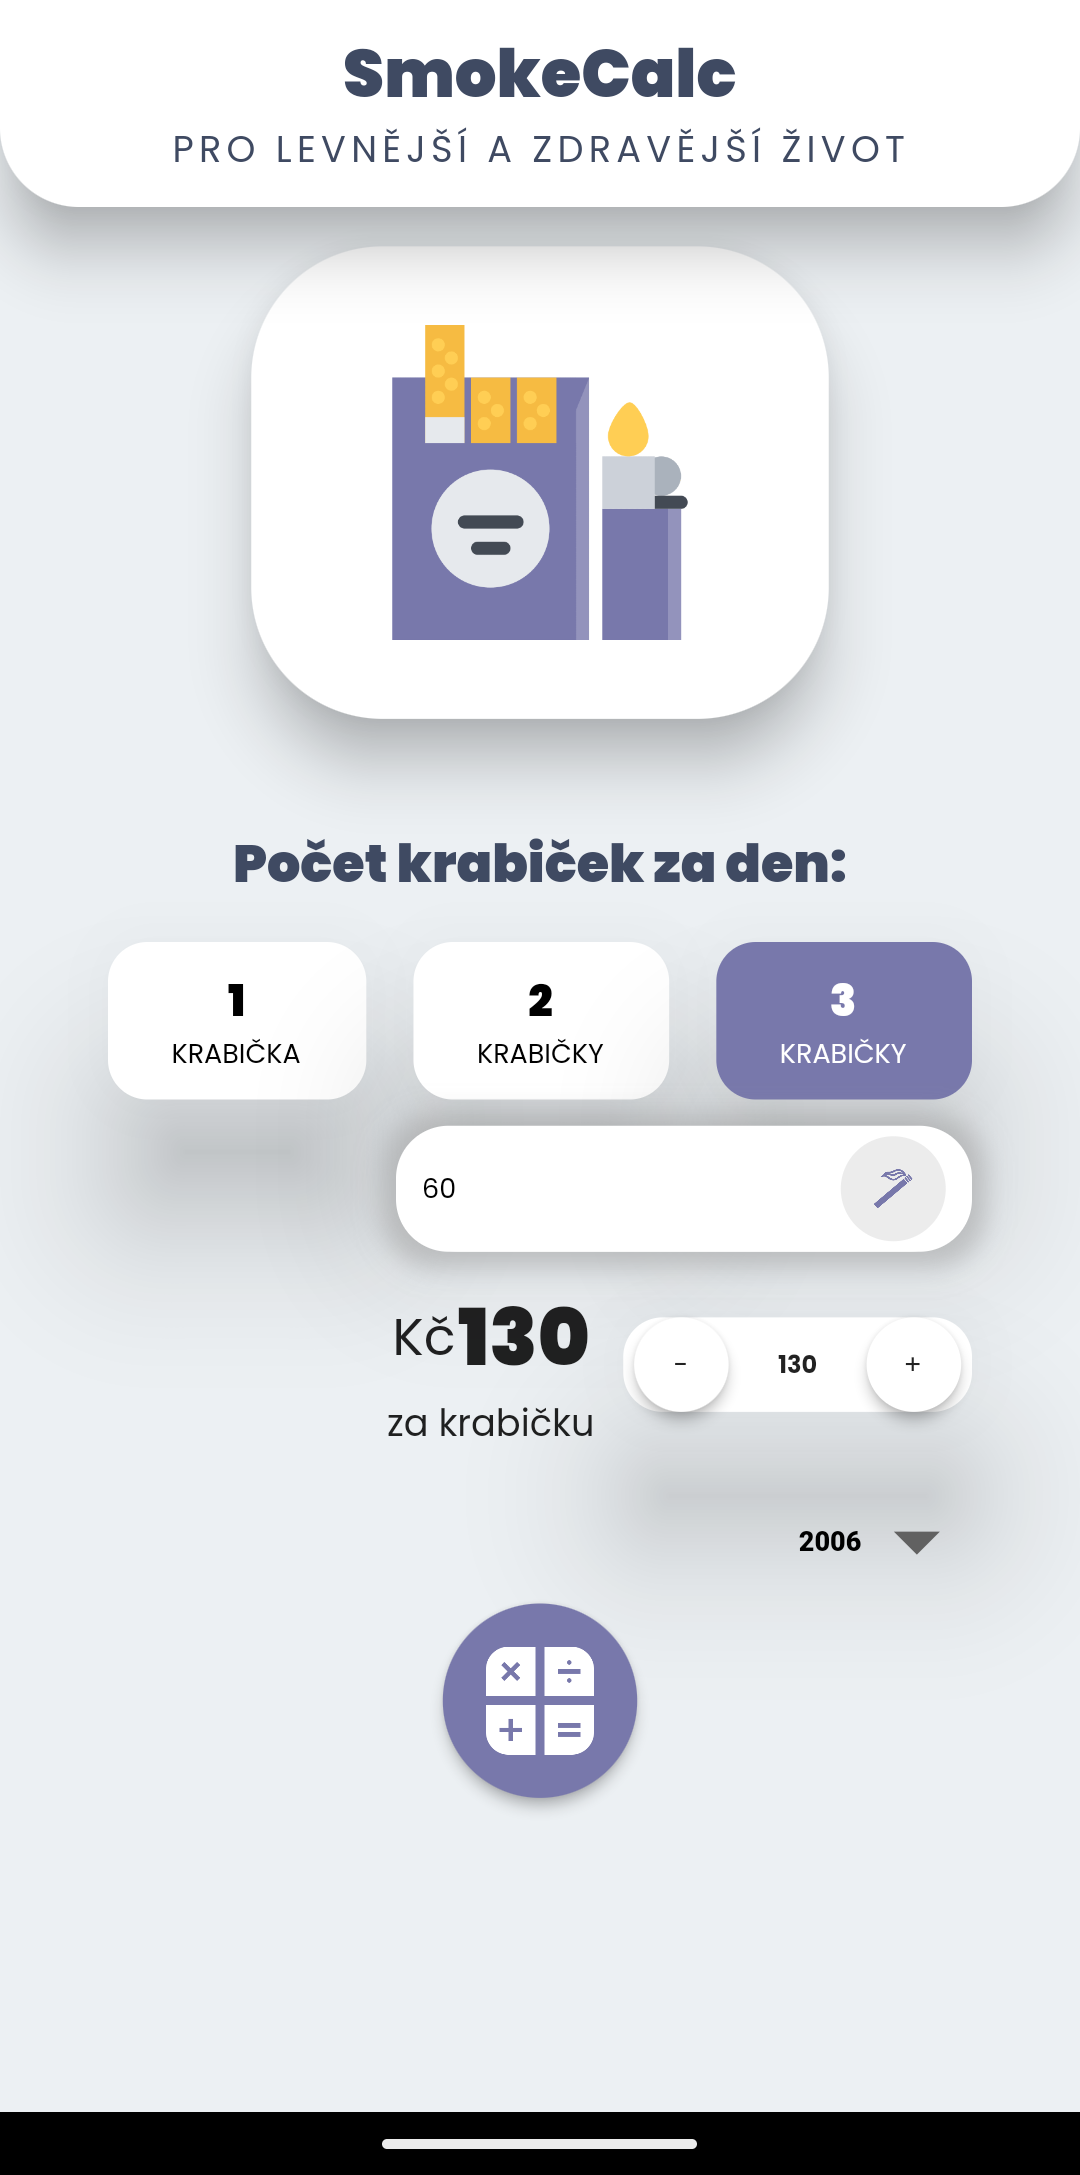 SmokeCalc
PRO LEVNĚJŠÍ A ZDRAVĚJŠÍ ŽIVOT
Počet krabiček za den:
1
KRABIČKA
2
KRABIČKY
3
KRABIČKY
60
Kč130
za krabičku
- 130 +
2006
× ÷
+ =